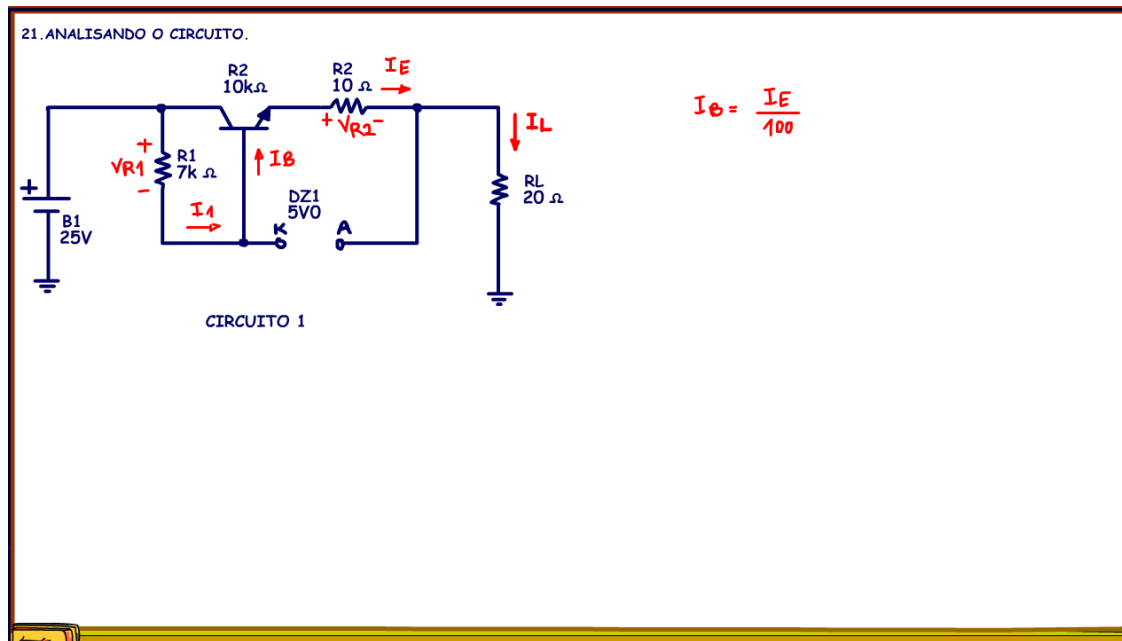 21.ANALISANDO O CIRCUITO.
R2
10kΩ
R2
10 Ω
IE
+ VR2 -
IB = IE
100
+
VR1
-
R1
7k Ω
IB
IL
I1
+
B1
25V
DZ1
5V0
K
A
RL
20 Ω
CIRCUITO 1